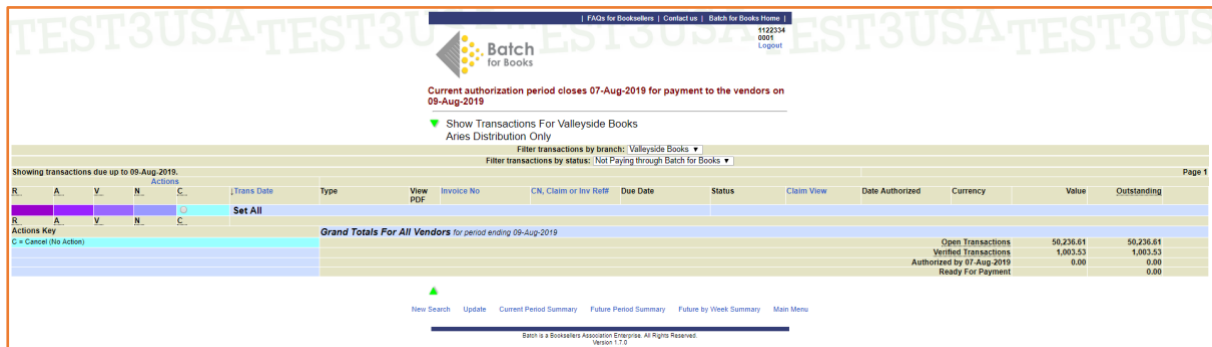 TEST3USA TEST3USA TEST3USA TEST3USA TEST3US
| FAQs for Booksellers | Contact us | Batch for Books Home |
1122334
0001
Logout
Batch
for Books
Current authorization period closes 07-Aug-2019 for payment to the vendors on
09-Aug-2019
Show Transactions For Valleyside Books
Aries Distribution Only
Filter transactions by branch: Valleyside Books ▼
Filter transactions by status: Not Paying through Batch for Books ▼
Showing transactions due up to 09-Aug-2019. Page 1
Actions
R A V N C ↓Trans Date Type View PDF Invoice No CN, Claim or Inv Ref# Due Date Status Claim View Date Authorized Currency Value Outstanding
Set All
R A V N C
Actions Key Grand Totals For All Vendors for period ending 09-Aug-2019
C = Cancel (No Action) Open Transactions 50,236.61 50,236.61
Verified Transactions 1,003.53 1,003.53
Authorized by 07-Aug-2019 0.00 0.00
Ready For Payment 0.00
New Search Update Current Period Summary Future Period Summary Future by Week Summary Main Menu
Batch is a Booksellers Association Enterprise. All Rights Reserved.
Version 1.7.0